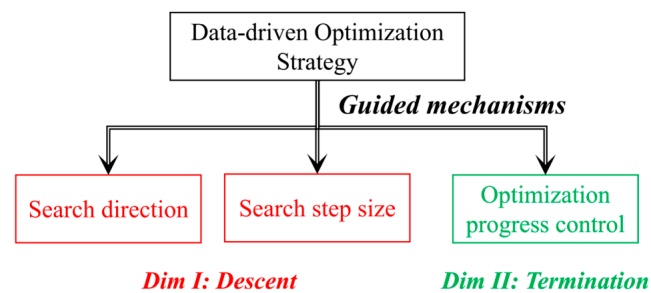 Data-driven Optimization
Strategy
Guided mechanisms
Search direction
Search step size
Optimization
progress control
Dim I: Descent
Dim II: Termination